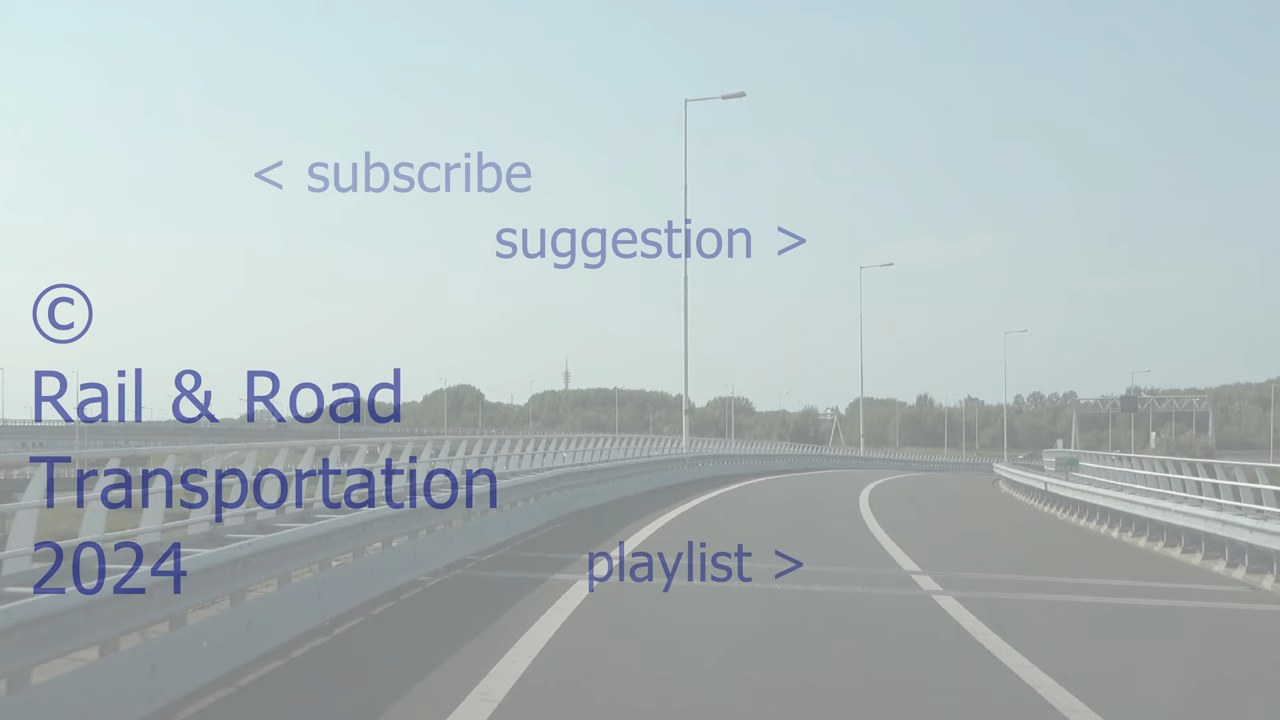 < subscribe
suggestion >
©
Rail & Road
Transportation
2024
playlist >